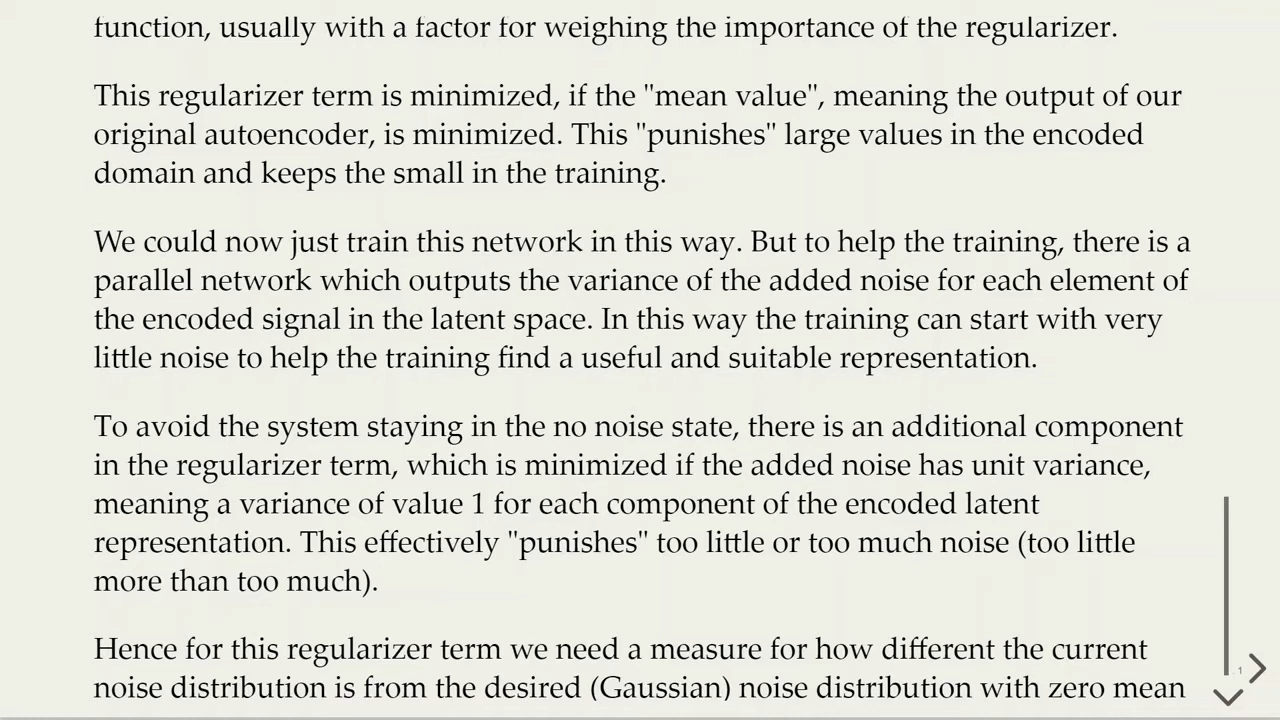 function, usually with a factor for weighing the importance of the regularizer.
This regularizer term is minimized, if the "mean value", meaning the output of our
original autoencoder, is minimized. This "punishes" large values in the encoded
domain and keeps the small in the training.
We could now just train this network in this way. But to help the training, there is a
parallel network which outputs the variance of the added noise for each element of
the encoded signal in the latent space. In this way the training can start with very
little noise to help the training find a useful and suitable representation.
To avoid the system staying in the no noise state, there is an additional component
in the regularizer term, which is minimized if the added noise has unit variance,
meaning a variance of value 1 for each component of the encoded latent
representation. This effectively "punishes" too little or too much noise (too little
more than too much).
Hence for this regularizer term we need a measure for how different the current
noise distribution is from the desired (Gaussian) noise distribution with zero mean